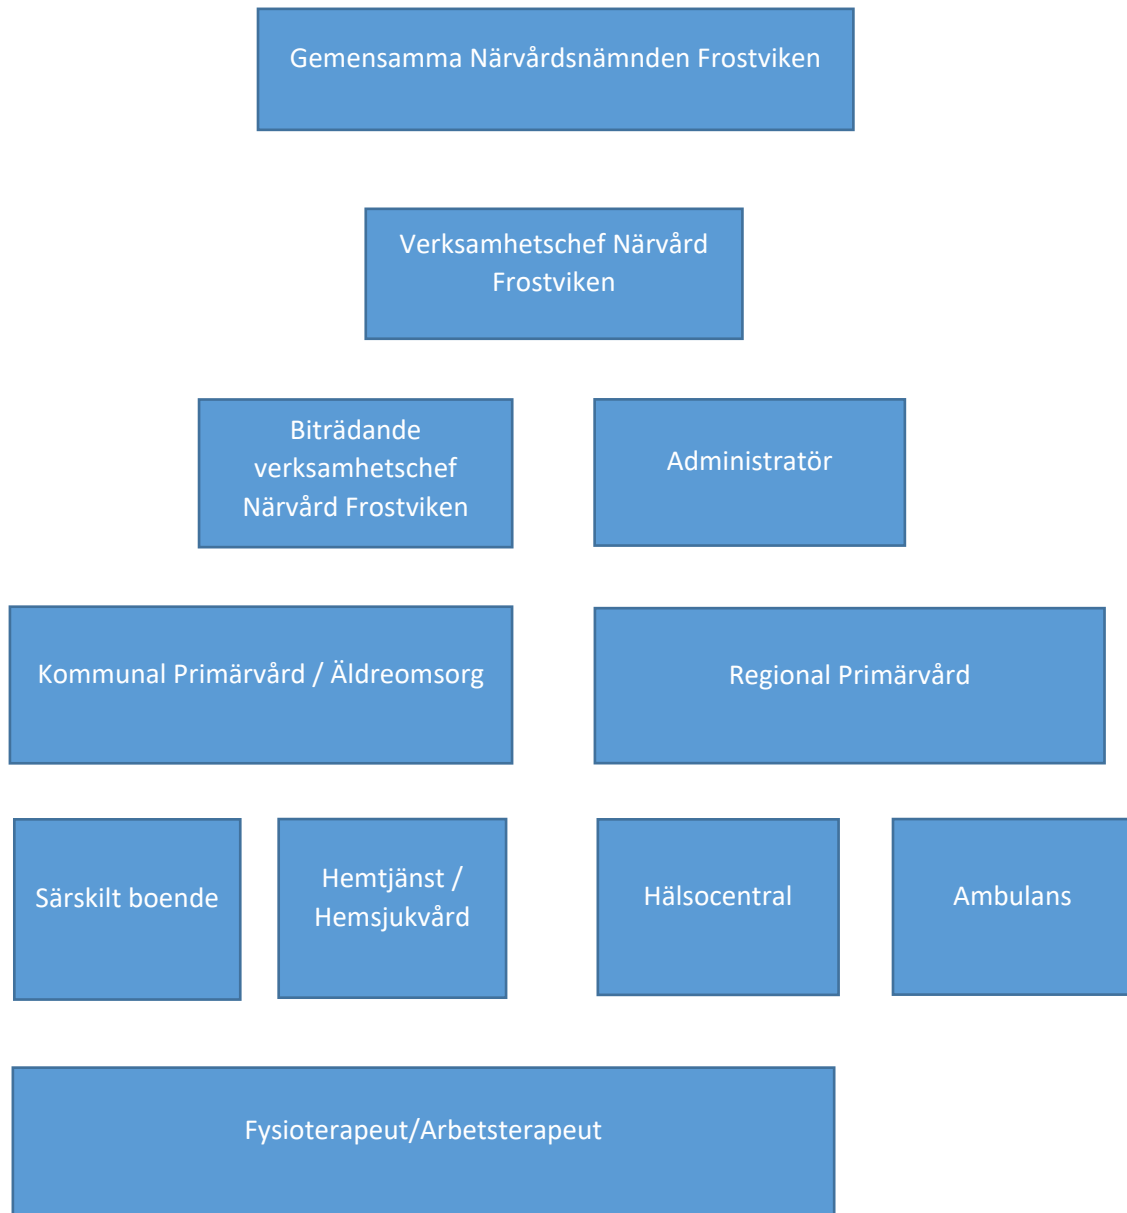 Gemensamma Närvårdsnämnden Frostviken
Verksamhetschef Närvård
Frostviken
Biträdande
verksamhetschef
Närvård Frostviken
Administratör
Kommunal Primärvård / Äldreomsorg
Regional Primärvård
Särskilt boende
Hemtjänst /
Hemsjukvård
Hälsocentral
Ambulans
Fysioterapeut/Arbetsterapeut